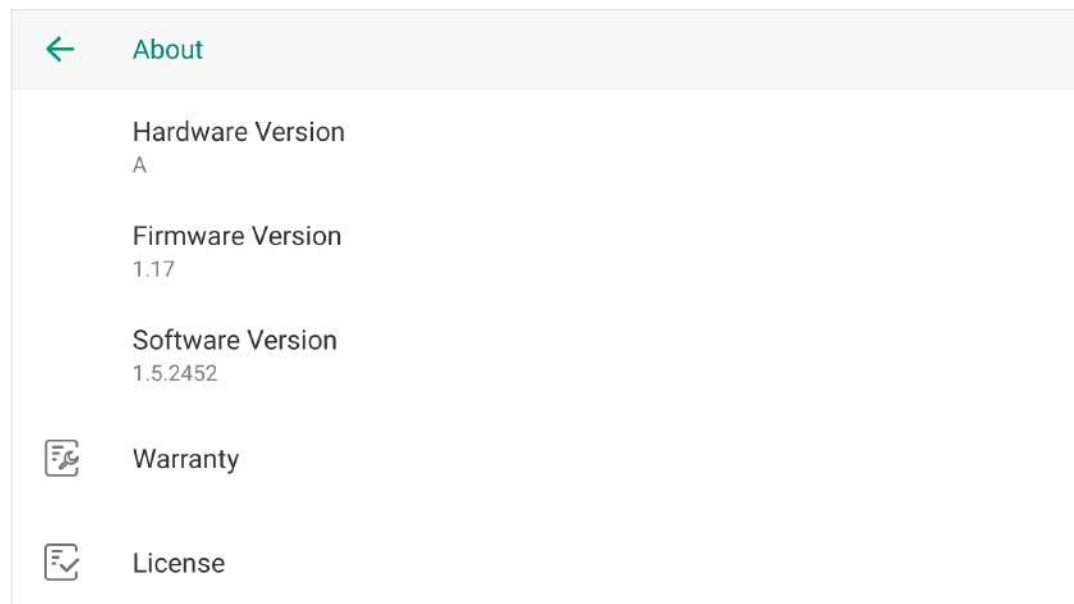 About
Hardware Version
A
Firmware Version
1.17
Software Version
1.5.2452
Warranty
License